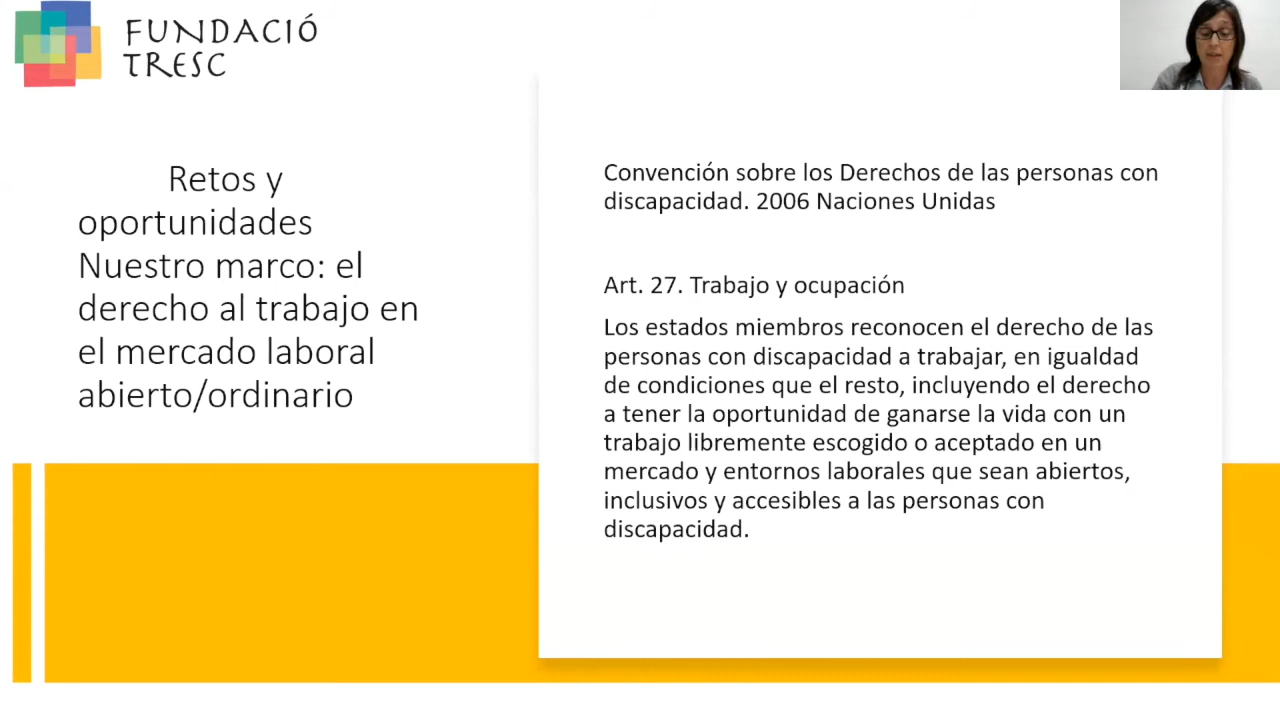 FUNDACIÓ
TRESC
Retos y
oportunidades
Nuestro marco: el
derecho al trabajo en
el mercado laboral
abierto/ordinario
Convención sobre los Derechos de las personas con
discapacidad. 2006 Naciones Unidas
Art. 27. Trabajo y ocupación
Los estados miembros reconocen el derecho de las
personas con discapacidad a trabajar, en igualdad
de condiciones que el resto, incluyendo el derecho
a tener la oportunidad de ganarse la vida con un
trabajo libremente escogido o aceptado en un
mercado y entornos laborales que sean abiertos,
inclusivos y accesibles a las personas con
discapacidad.